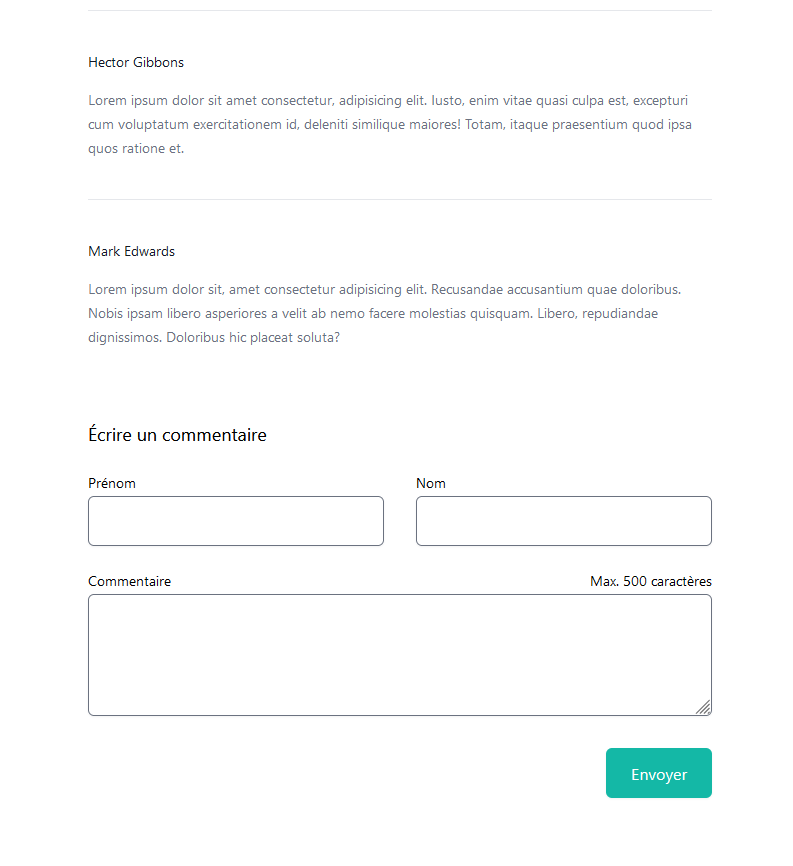 Hector Gibbons
Lorem ipsum dolor sit amet consectetur, adipisicing elit. Iusto, enim vitae quasi culpa est, excepturi
cum voluptatum exercitationem id, deleniti similique maiores! Totam, itaque praesentium quod ipsa
quos ratione et.
Mark Edwards
Lorem ipsum dolor sit, amet consectetur adipisicing elit. Recusandae accusantium quae doloribus.
Nobis ipsam libero asperiores a velit ab nemo facere molestias quisquam. Libero, repudiandae
dignissimos. Doloribus hic placeat soluta?
Écrire un commentaire
Prénom Nom
Commentaire Max. 500 caractères
Envoyer